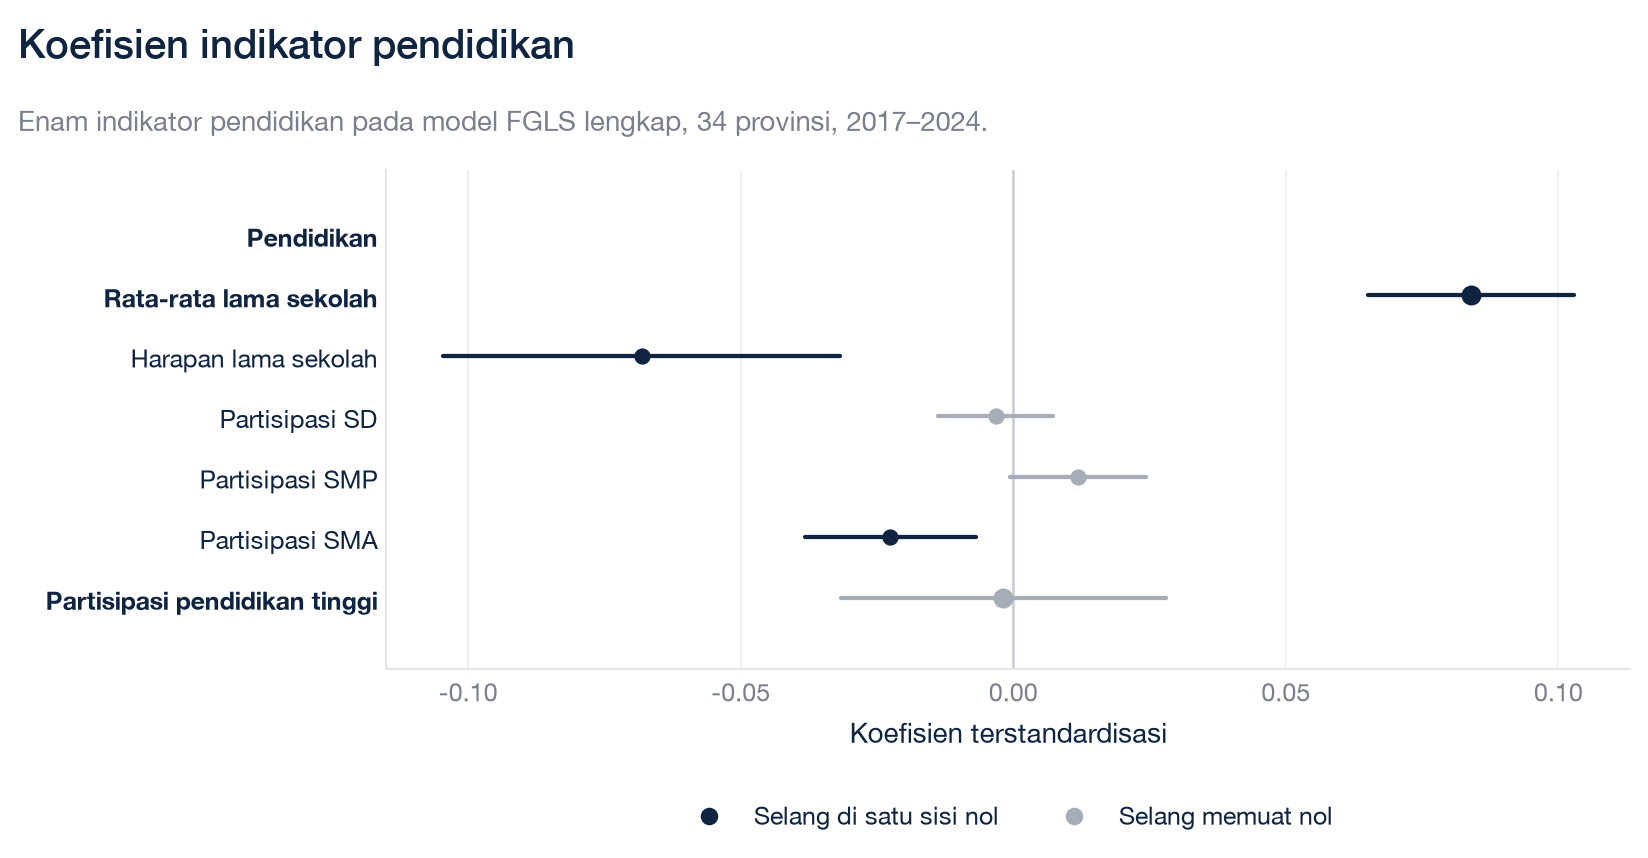 Koefisien indikator pendidikan
Enam indikator pendidikan pada model FGLS lengkap, 34 provinsi, 2017–2024.
Pendidikan
Rata-rata lama sekolah
Harapan lama sekolah
Partisipasi SD
Partisipasi SMP
Partisipasi SMA
Partisipasi pendidikan tinggi
-0.10 -0.05 0.00 0.05 0.10
Koefisien terstandardisasi
Selang di satu sisi nol Selang memuat nol